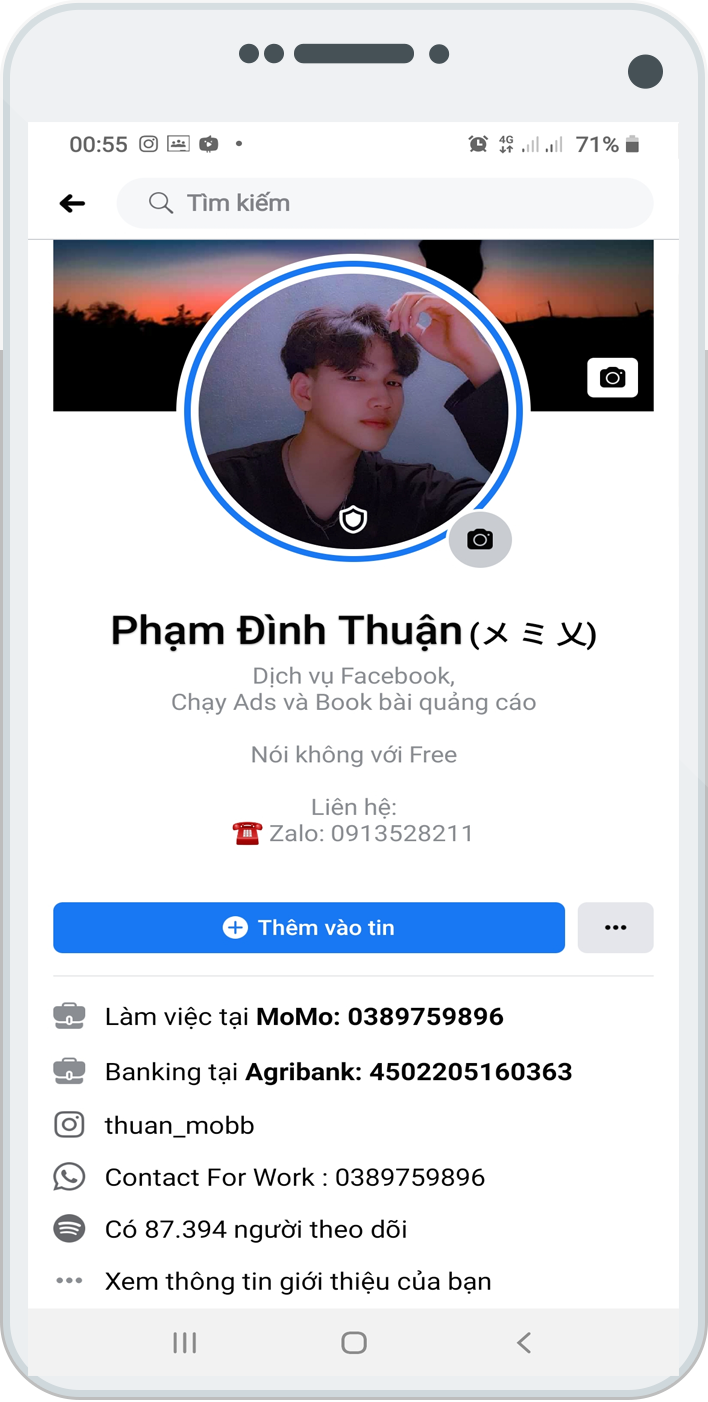 00:55
4G
71%
Tìm kiếm
Phạm Đình Thuận (メ ミ 乂)
Dịch vụ Facebook,
Chạy Ads và Book bài quảng cáo
Nói không với Free
Liên hệ:
☎️ Zalo: 0913528211
Thêm vào tin
Làm việc tại MoMo: 0389759896
Banking tại Agribank: 4502205160363
thuan_mobb
Contact For Work : 0389759896
Có 87.394 người theo dõi
Xem thông tin giới thiệu của bạn